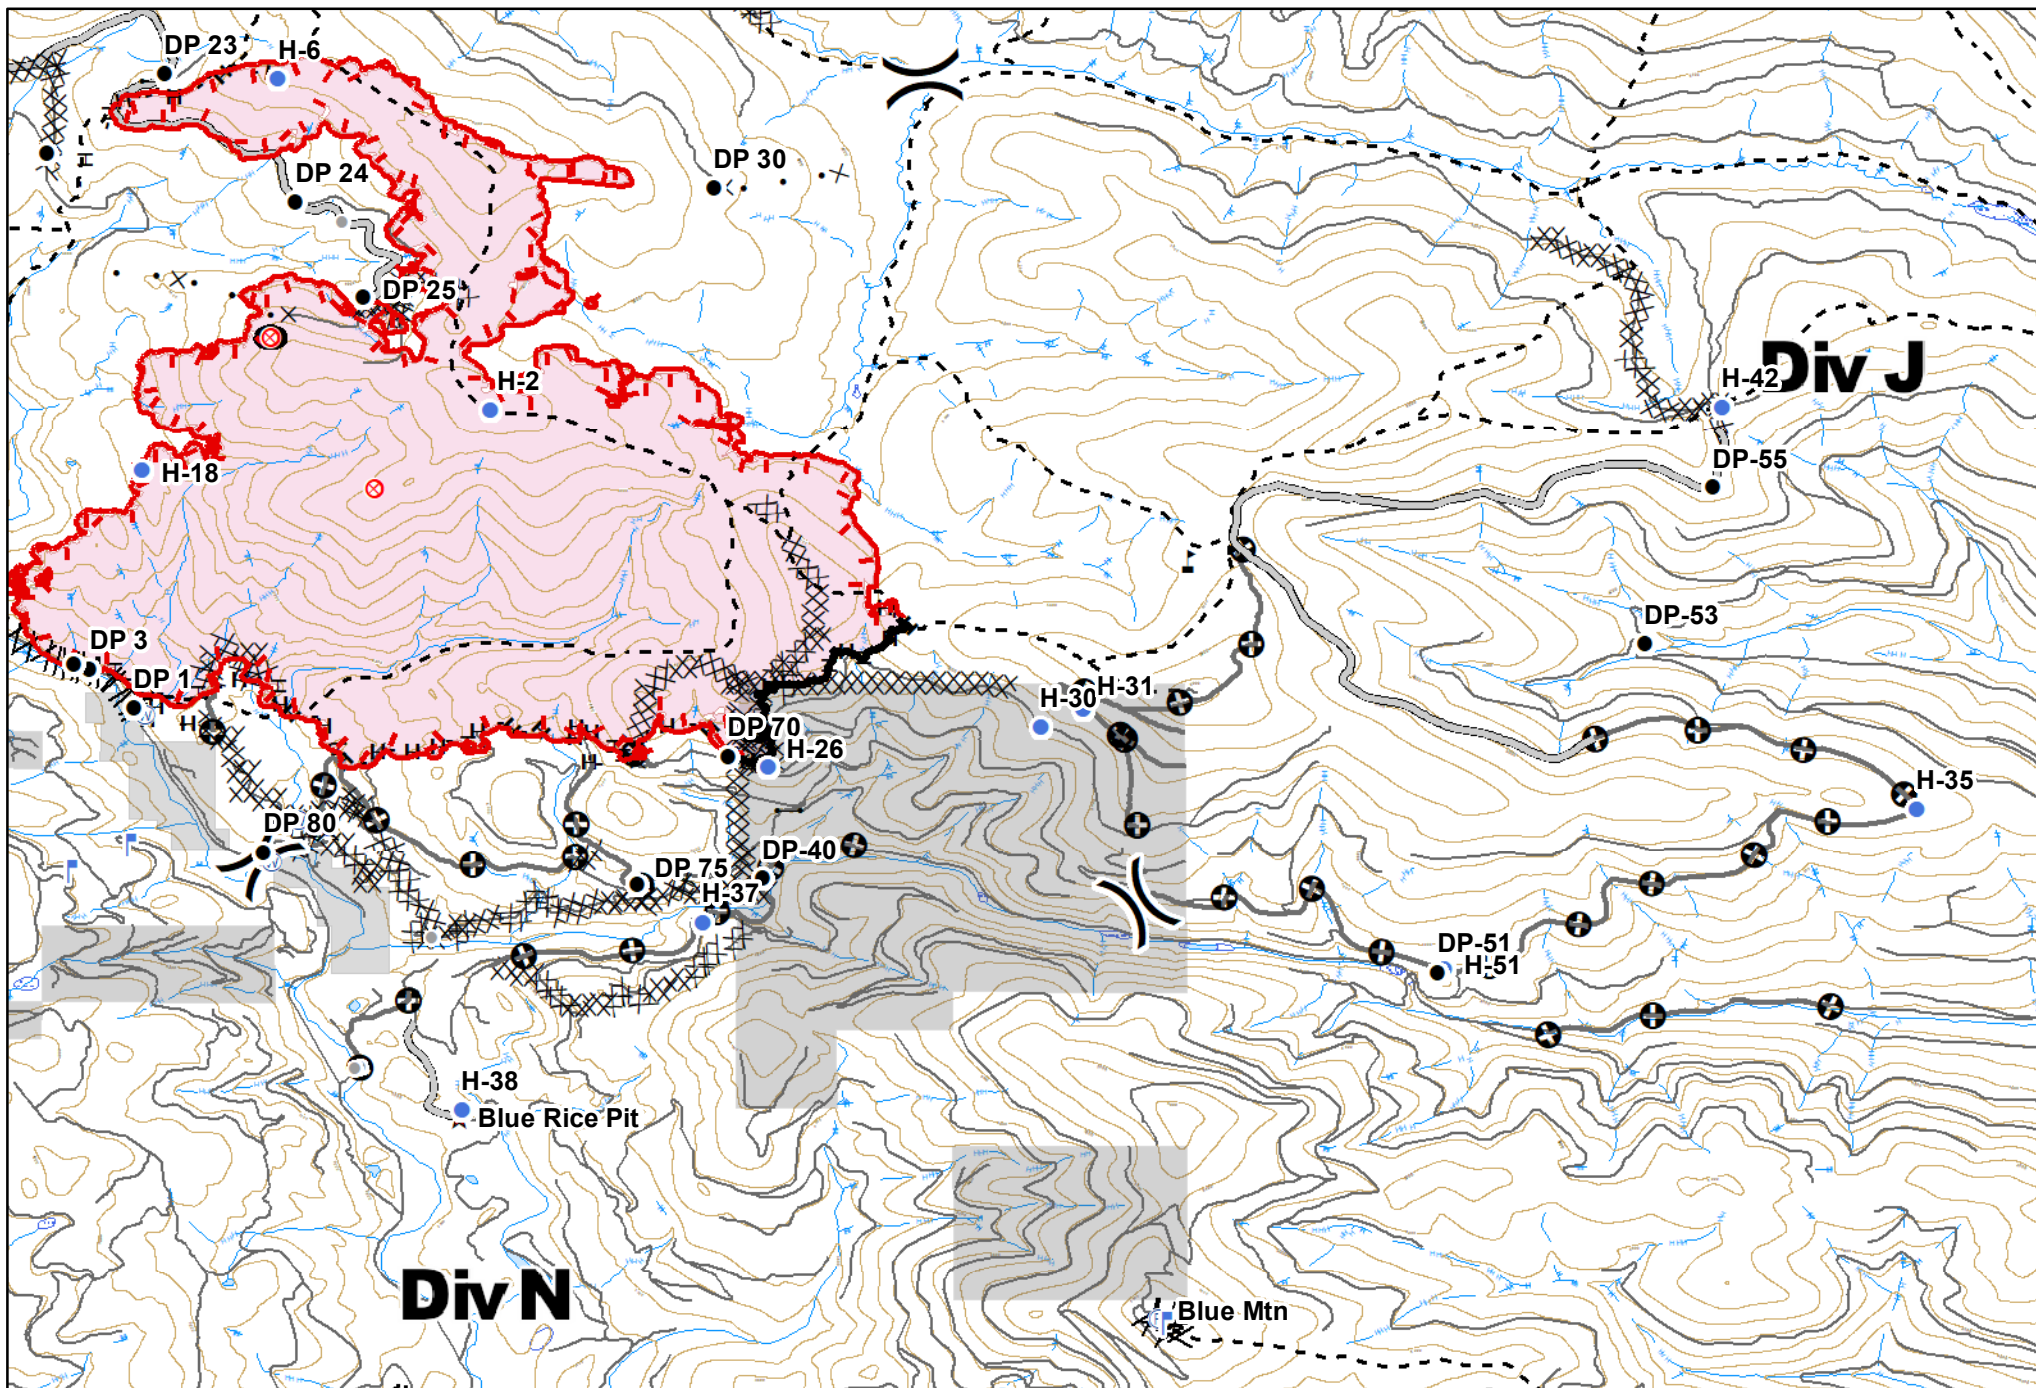 DP 23
H-6
DP 30
DP 24
DP 25
Div J
H-2
H-42
H-18
DP-55
DP-53
DP 3
DP 1
H-31
H-30
DP 70
H-26
H-35
DP 80
DP-40
DP 75
H-37
DP-51
H-51
H-38
Blue Rice Pit
Div N
Blue Mtn